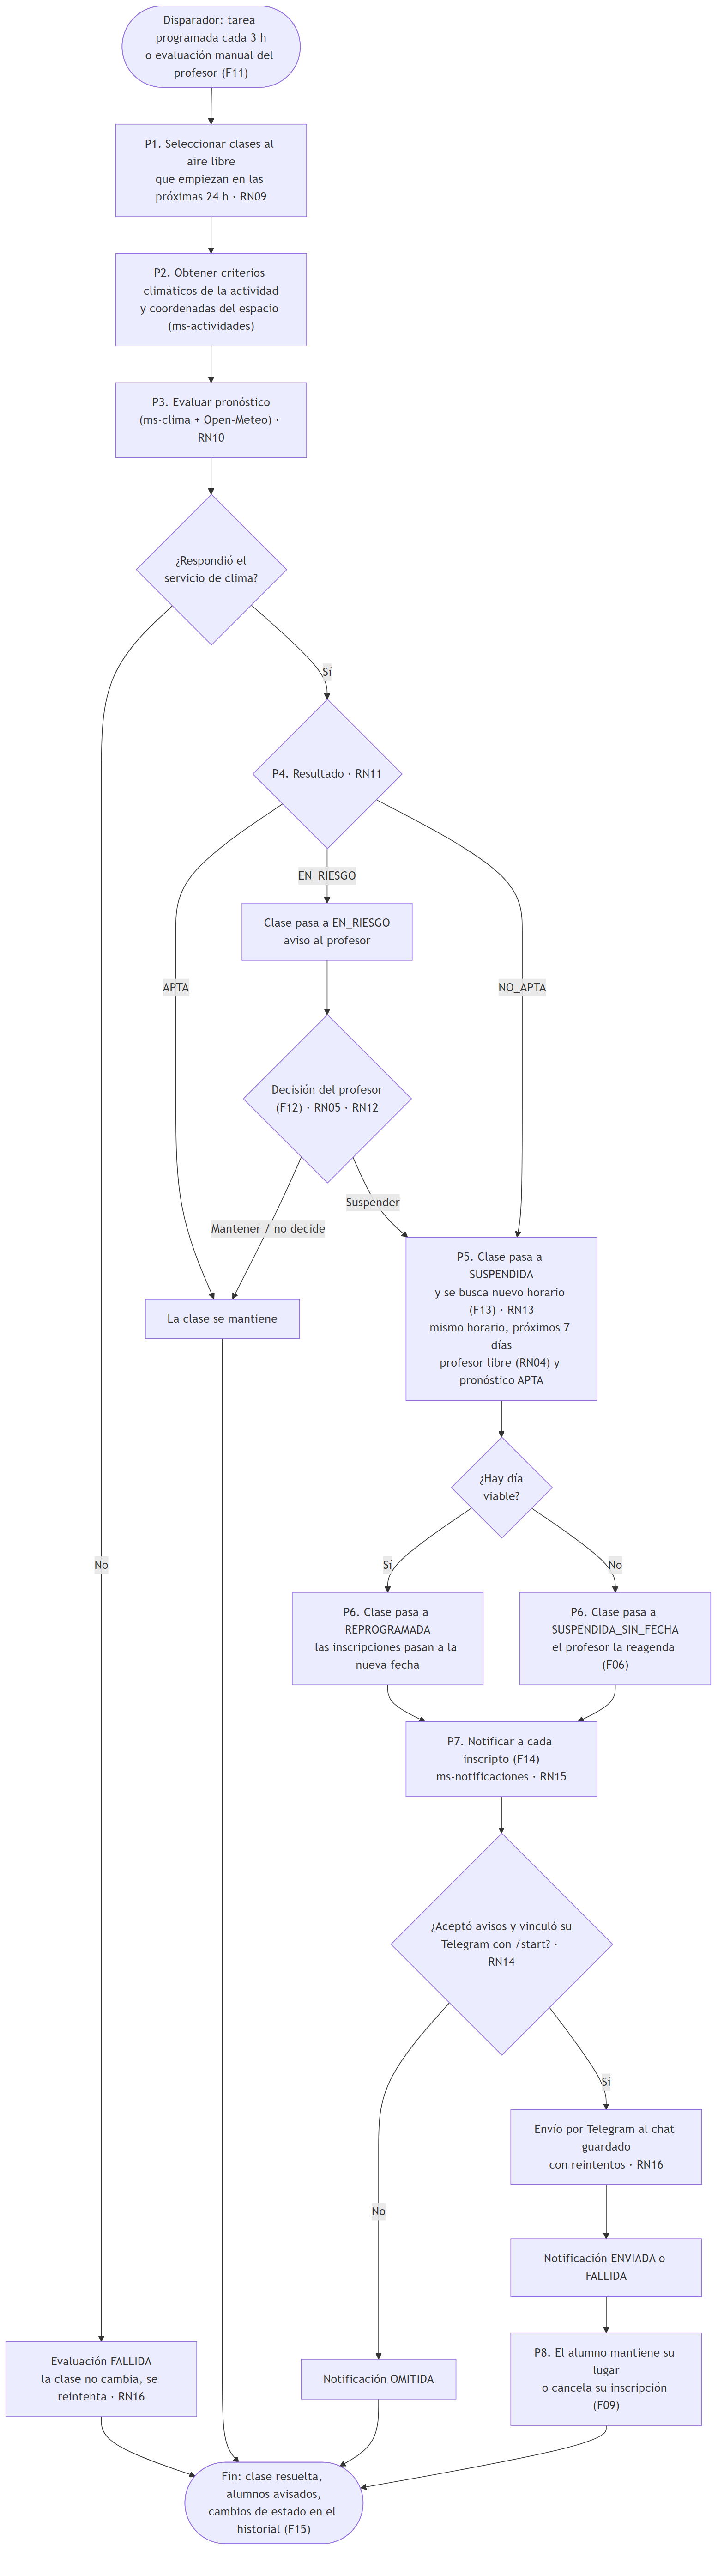 Disparador: tarea
programada cada 3 h
o evaluación manual del
profesor (F11)
P1. Seleccionar clases al
aire libre
que empiezan en las
próximas 24 h · RN09
P2. Obtener criterios
climáticos de la actividad
y coordenadas del espacio
(ms-actividades)
P3. Evaluar pronóstico
(ms-clima + Open-Meteo) ·
RN10
¿Respondió el
servicio de clima?
Sí
P4. Resultado · RN11
EN_RIESGO
Clase pasa a EN_RIESGO
aviso al profesor
APTA
NO_APTA
Decisión del profesor
(F12) · RN05 · RN12
Suspender
Mantener / no decide
P5. Clase pasa a
SUSPENDIDA
y se busca nuevo horario
(F13) · RN13
mismo horario, próximos 7
días
profesor libre (RN04) y
pronóstico APTA
La clase se mantiene
¿Hay día
viable?
No
Sí
No
P6. Clase pasa a
REPROGRAMADA
las inscripciones pasan a la
nueva fecha
P6. Clase pasa a
SUSPENDIDA_SIN_FECHA
el profesor la reagenda
(F06)
P7. Notificar a cada
inscripto (F14)
ms-notificaciones · RN15
¿Aceptó avisos y vinculó su
Telegram con /start? ·
RN14
Sí
Envío por Telegram al chat
guardado
con reintentos · RN16
No
Notificación ENVIADA o
FALLIDA
Evaluación FALLIDA
la clase no cambia, se
reintenta · RN16
Notificación OMITIDA
P8. El alumno mantiene su
lugar
o cancela su inscripción
(F09)
Fin: clase resuelta,
alumnos avisados,
cambios de estado en el
historial (F15)